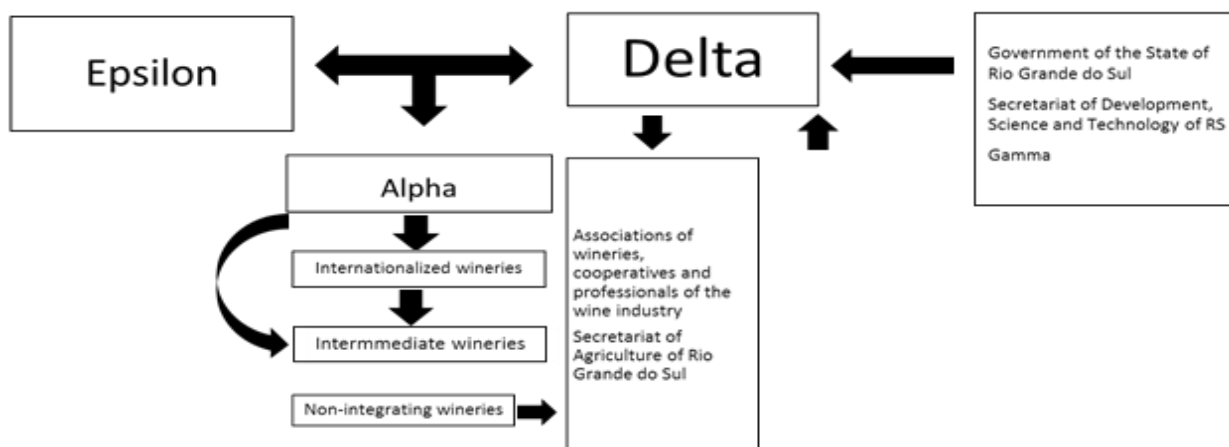 Epsilon
Delta
Government of the State of
Rio Grande do Sul
Secretariat of Development,
Science and Technology of RS
Gamma
Alpha
Internationalized wineries
Intermmediate wineries
Non-integrating wineries
Associations of
wineries,
cooperatives and
professionals of the
wine industry
Secretariat of
Agriculture of Rio
Grande do Sul